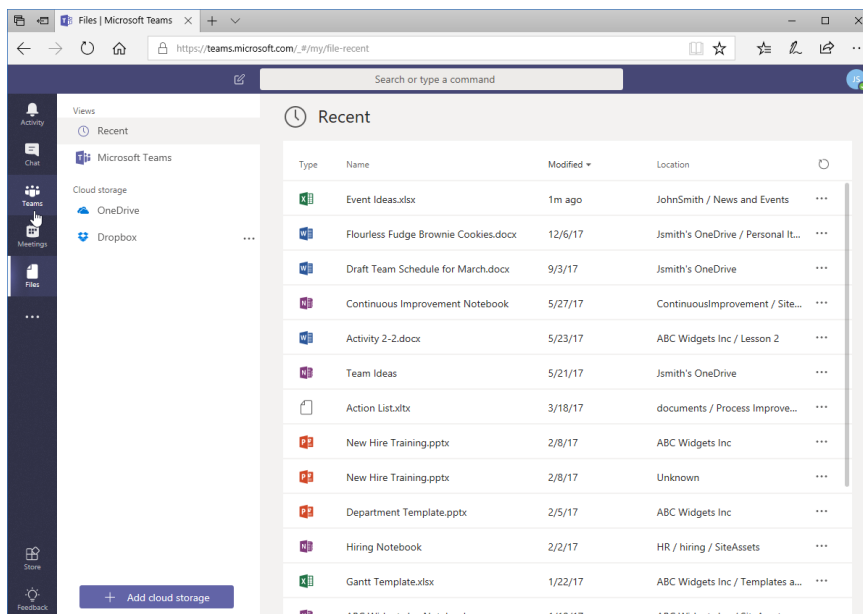 Files | Microsoft Teams
https://teams.microsoft.com/_#/my/file-recent
Search or type a command
JS
Activity
Chat
Teams
Meetings
Files
Store
Feedback
Views
Recent
Microsoft Teams
Cloud storage
OneDrive
Dropbox
Add cloud storage
Recent
Type Name Modified Location
Event Ideas.xlsx 1m ago JohnSmith / News and Events
Flourless Fudge Brownie Cookies.docx 12/6/17 Jsmith's OneDrive / Personal It...
Draft Team Schedule for March.docx 9/3/17 Jsmith's OneDrive
Continuous Improvement Notebook 5/27/17 ContinuousImprovement / Site...
Activity 2-2.docx 5/23/17 ABC Widgets Inc / Lesson 2
Team Ideas 5/21/17 Jsmith's OneDrive
Action List.xltx 3/18/17 documents / Process Improve...
New Hire Training.pptx 2/8/17 ABC Widgets Inc
New Hire Training.pptx 2/8/17 Unknown
Department Template.pptx 2/5/17 ABC Widgets Inc
Hiring Notebook 2/2/17 HR / hiring / SiteAssets
Gantt Template.xlsx 1/22/17 ABC Widgets Inc / Templates a...